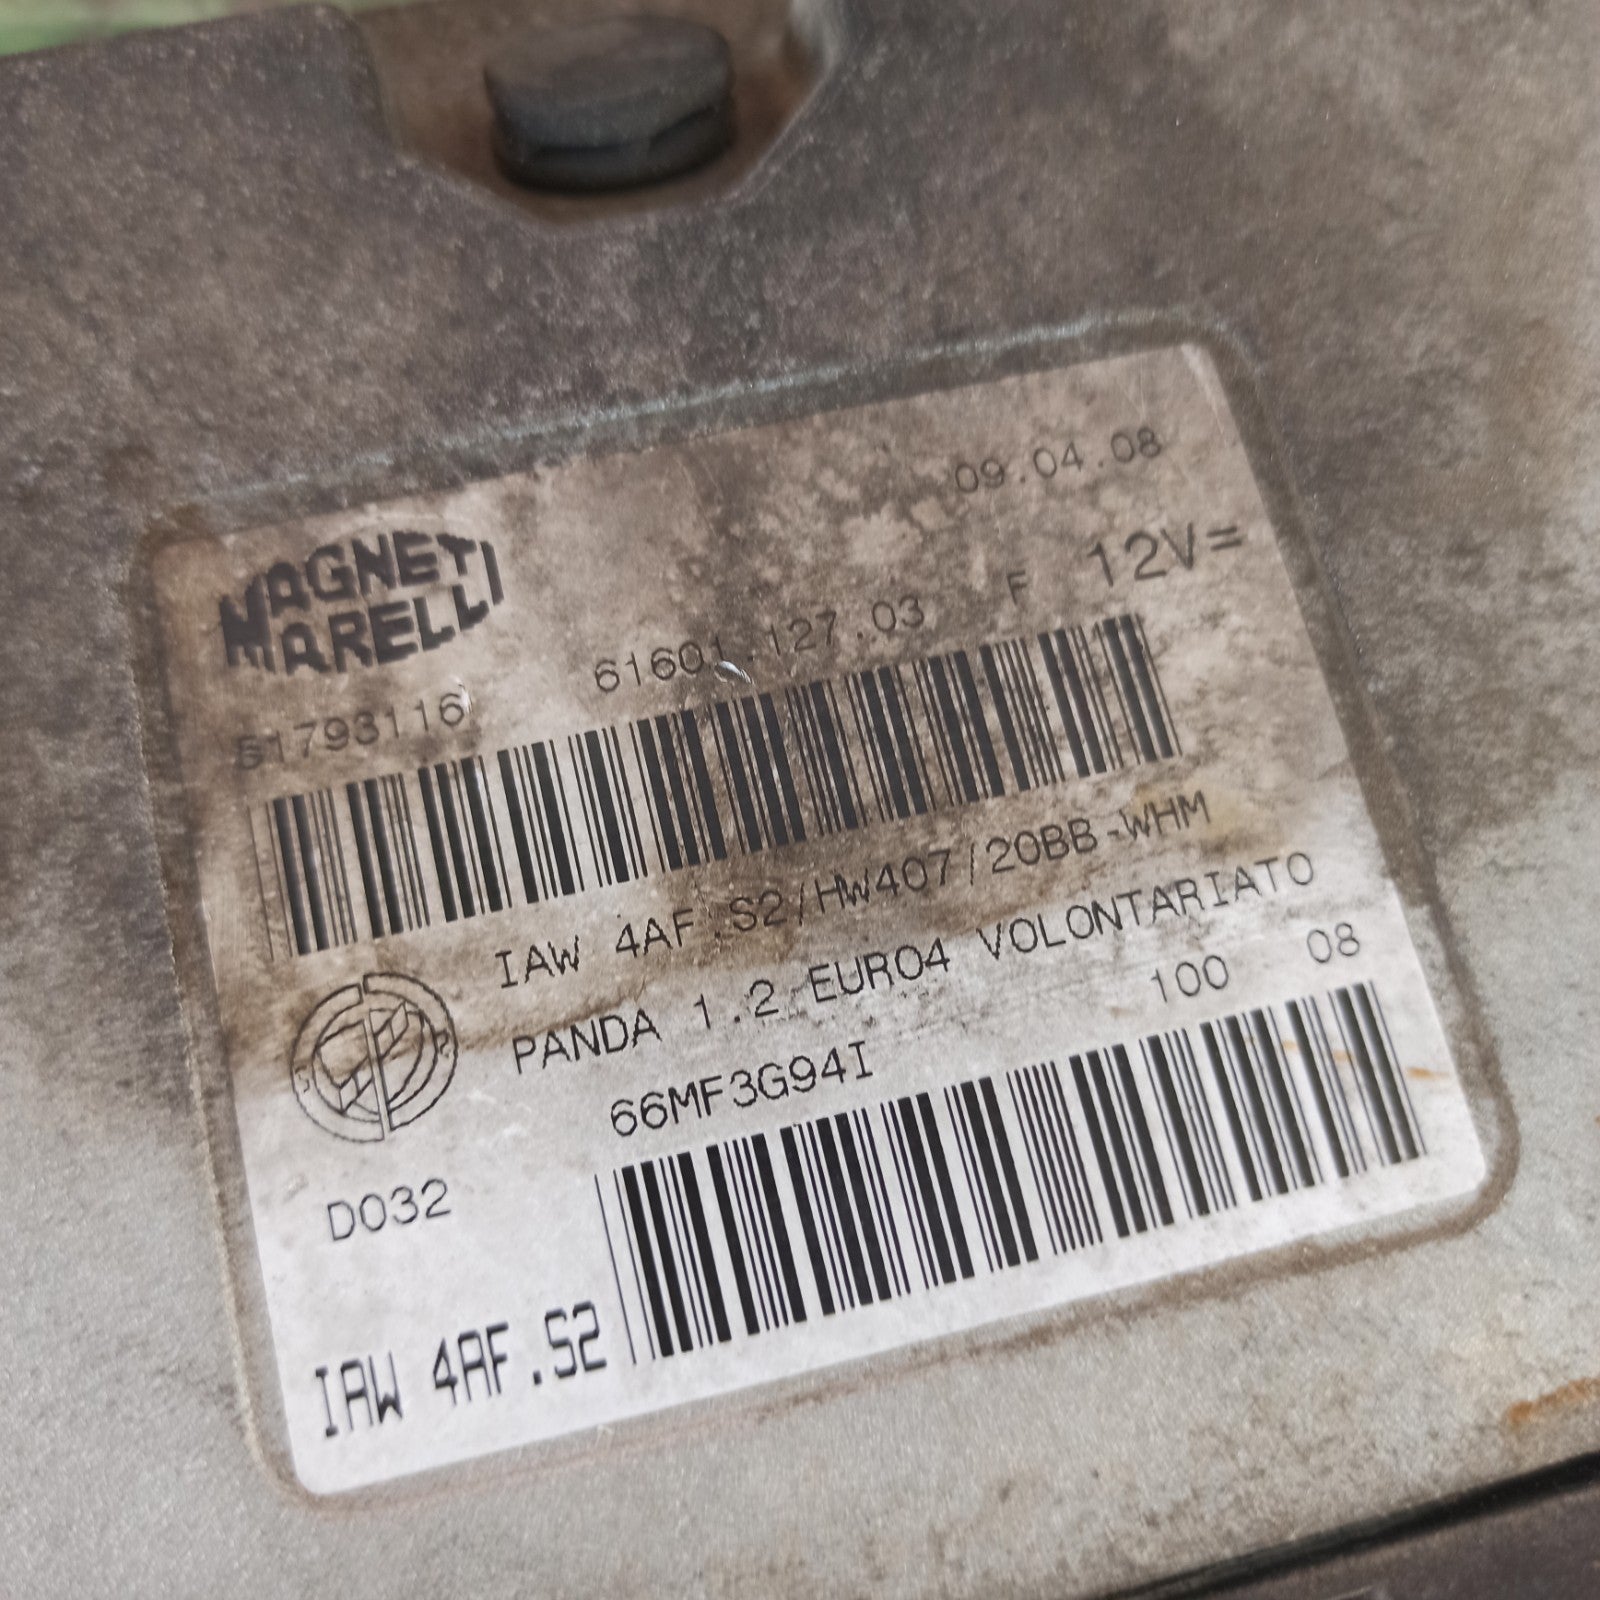 09.04.08
MAGNETI
MARELLI
61601.127.03 F 12V=
51793116
IAW 4AF.S2/HW407/20BB-WHM
PANDA 1.2 EURO4 VOLONTARIATO
66MF3G94I 100 08
D032
IAW 4AF.S2